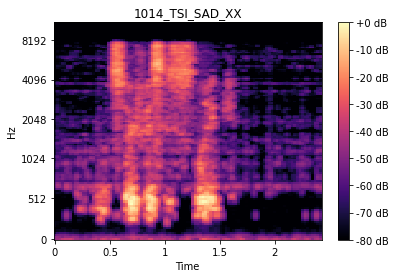 1014_TSI_SAD_XX
Hz
8192
4096
2048
1024
512
0
0
0.5
1
1.5
2
Time
+0 dB
-10 dB
-20 dB
-30 dB
-40 dB
-50 dB
-60 dB
-70 dB
-80 dB